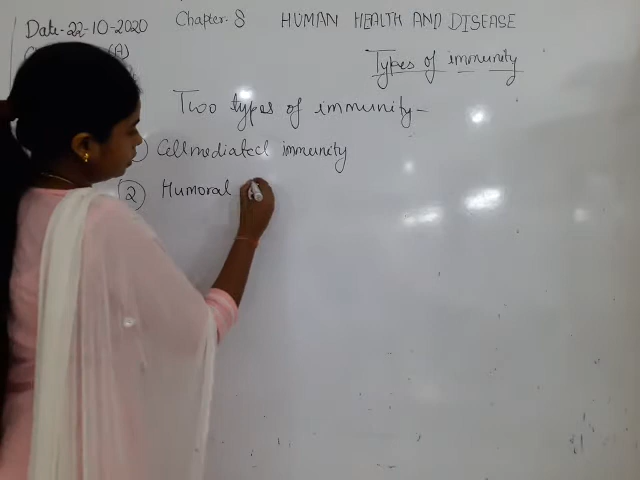 Date-22-10-2020 Chapter-8 HUMAN HEALTH AND DISEASE
(A)
Types of immunity
Two types of immunity-
Cellmediated immunity
(2) Humoral